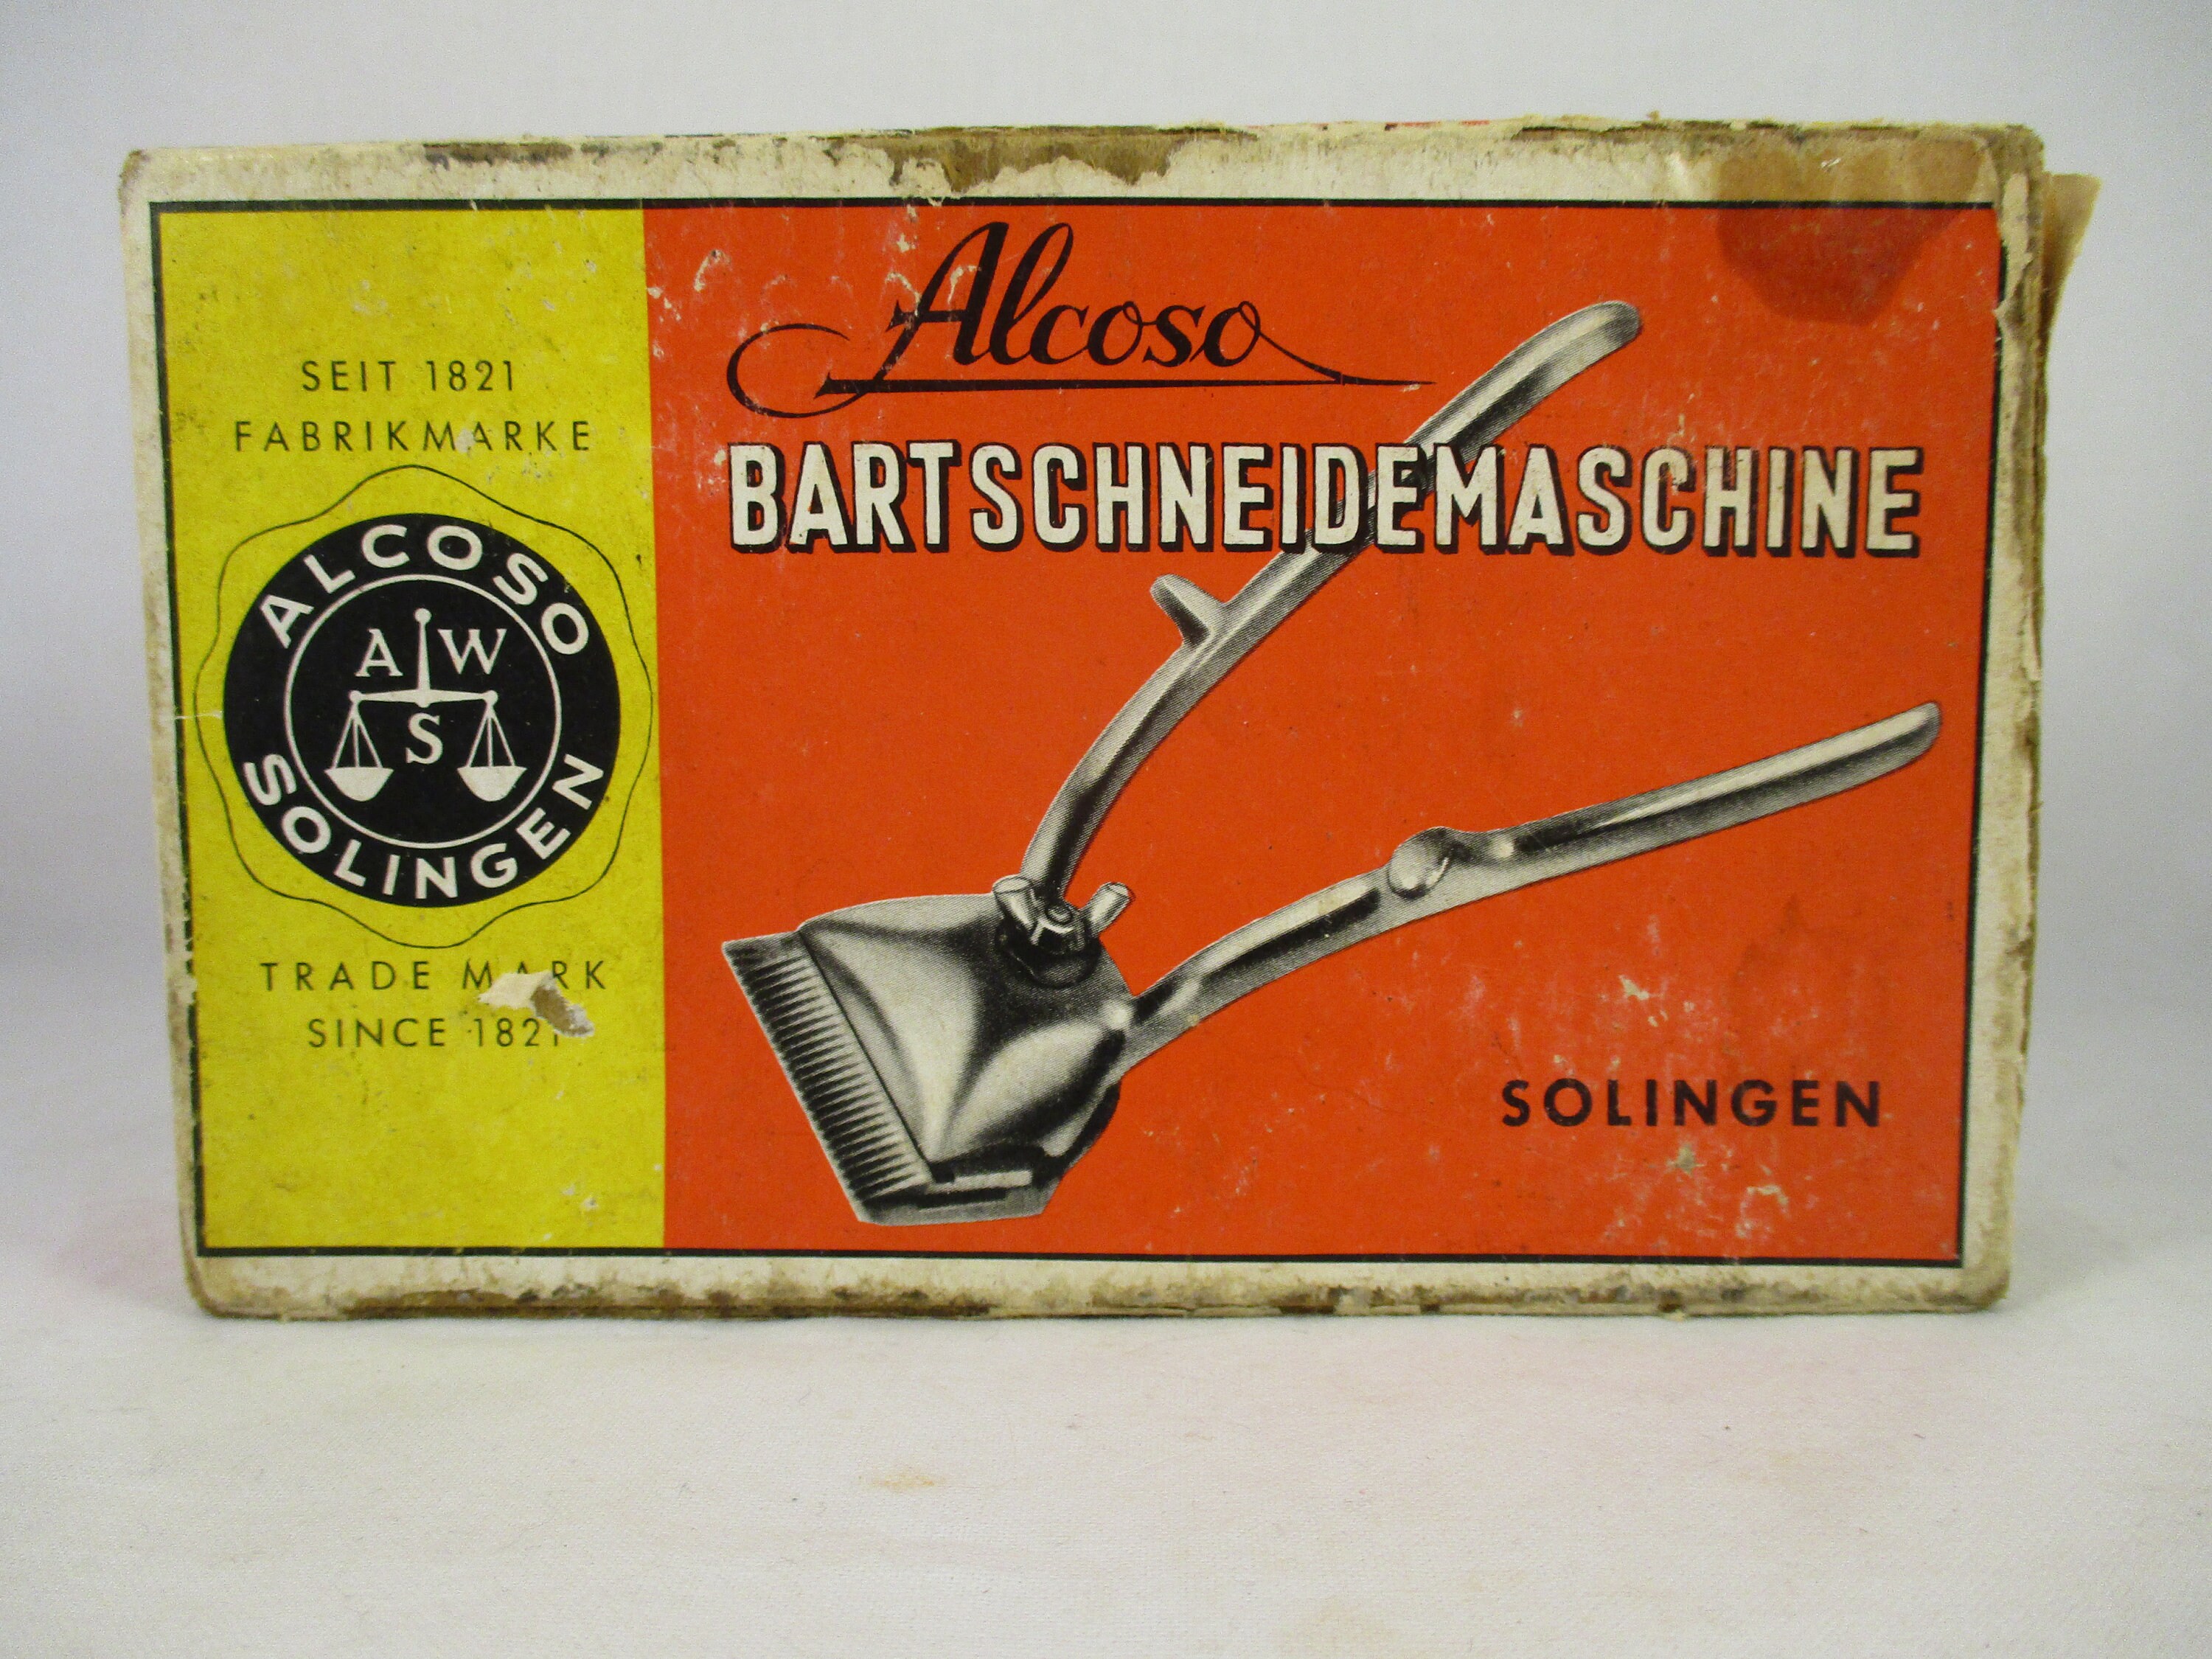 SEIT 1821
FABRIKMARKE
ALCOSO
A W
S
SOLINGEN
TRADE MARK
SINCE 1821
Alcoso
BARTSCHNEIDEMASCHINE
SOLINGEN